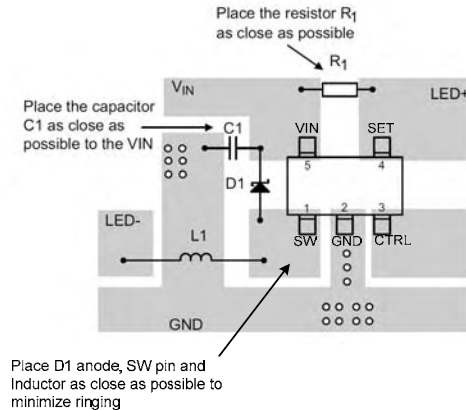 Place the resistor R1
as close as possible
R1
VIN
LED+
Place the capacitor
C1 as close as
possible to the VIN
C1
VIN
SET
D1
5
4
LED-
L1
1
2
3
SW
GND
CTRL
GND
Place D1 anode, SW pin and
Inductor as close as possible to
minimize ringing